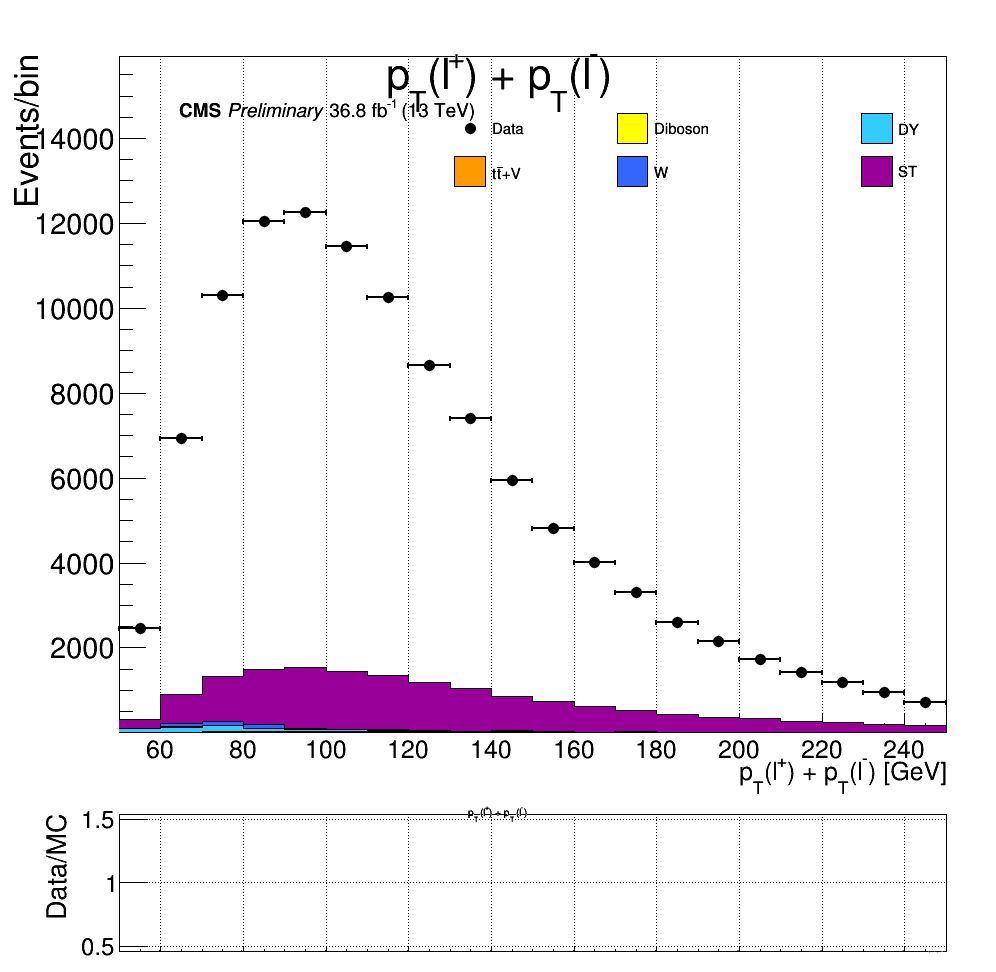 p_T(l^+) + p_T(l^-)
CMS Preliminary 36.8 fb^-1 (13 TeV)
Data
Diboson
DY
tt̄+V
W
ST
Events/bin
14000
12000
10000
8000
6000
4000
2000
60 80 100 120 140 160 180 200 220 240
p_T(l^+) + p_T(l^-) [GeV]
p_T(l^+) + p_T(l^-)
Data/MC
1.5
1
0.5